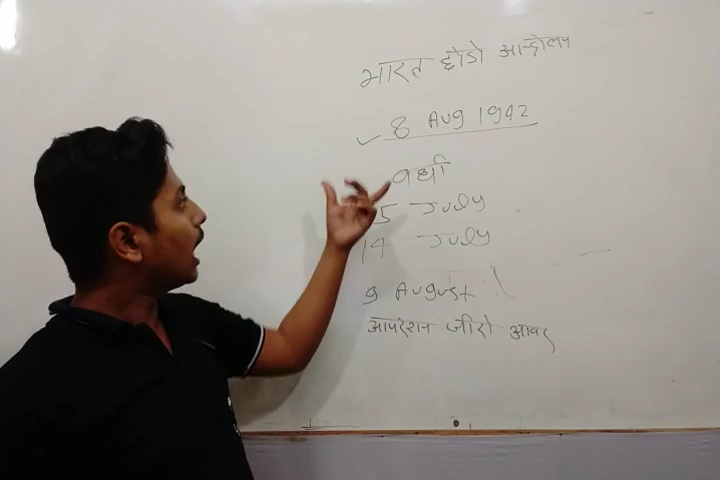 भारत छोडो आन्दोलन
8 Aug 1942
वर्धा
5 July
14 July
9 August
आपरेशन जीरो आवर